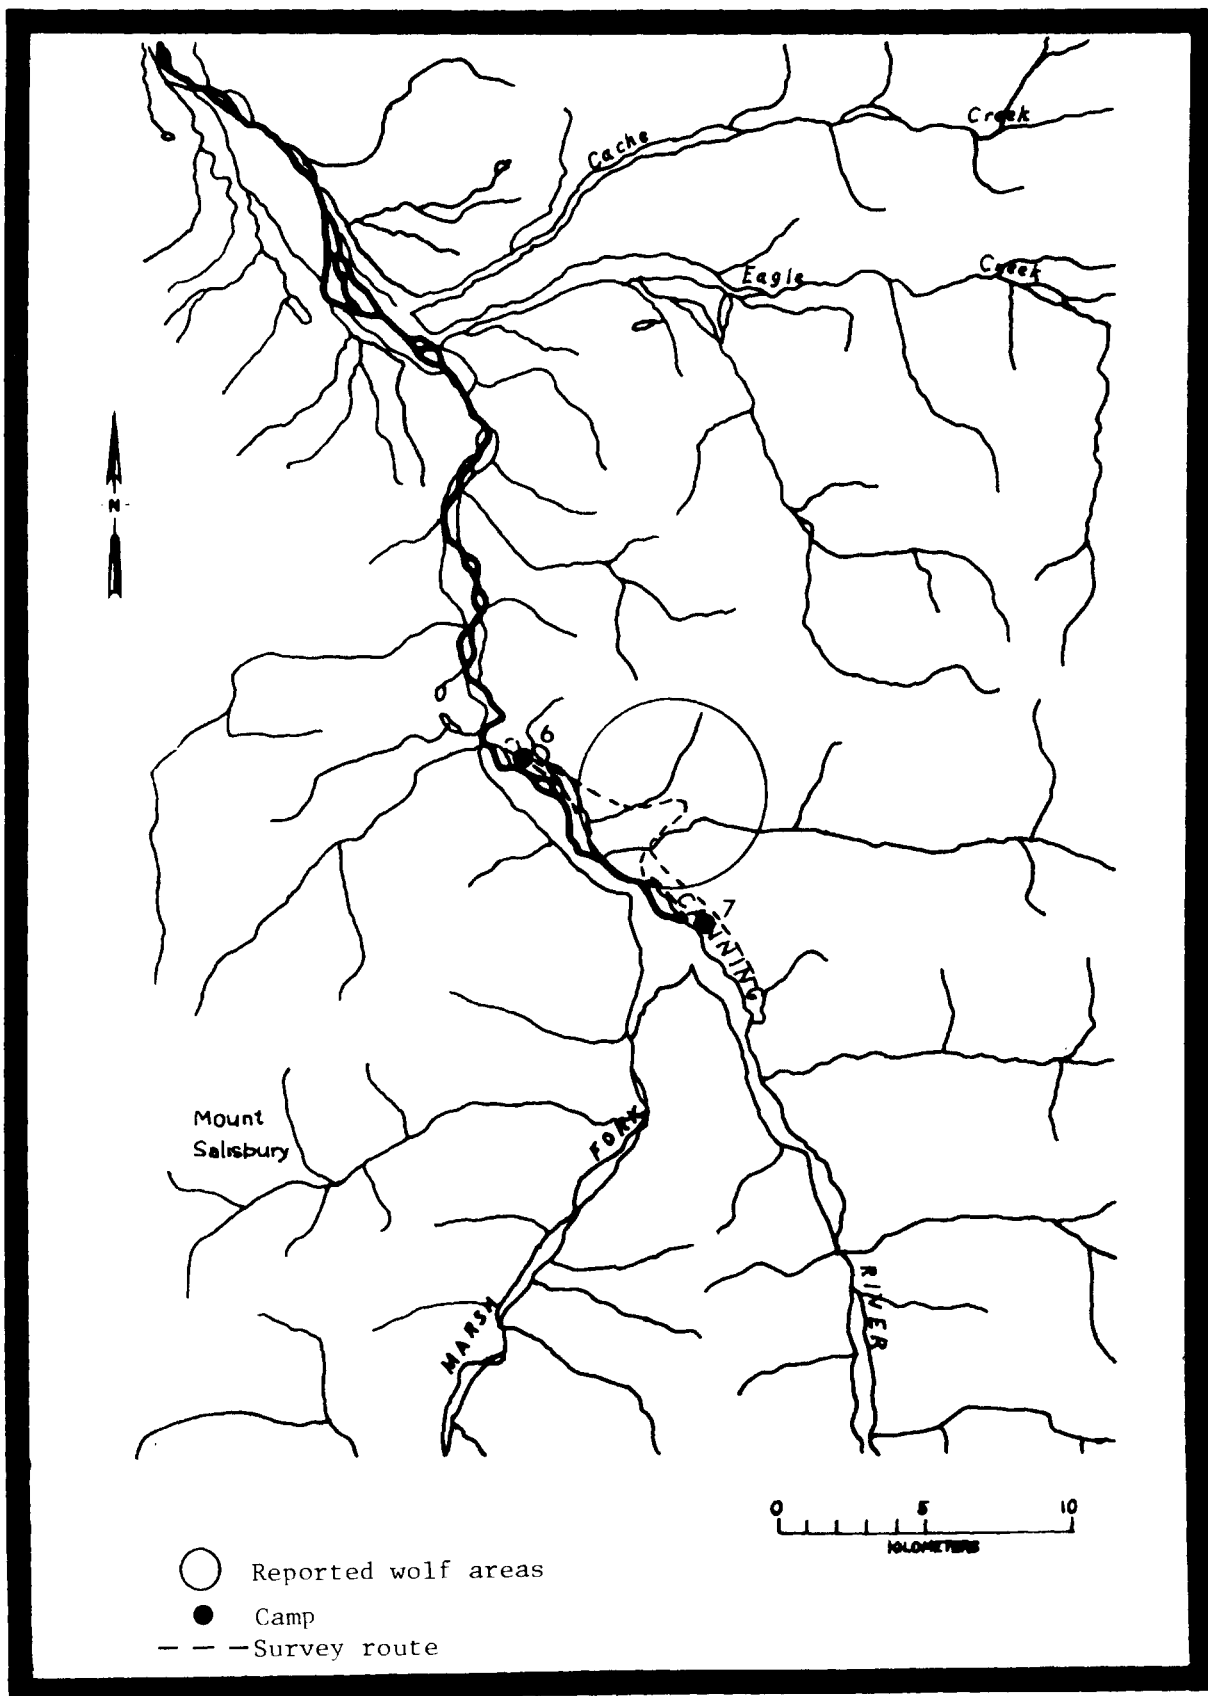 Cache Creek
Eagle Creek
N
6
7
CANNING
Mount
Salisbury
FORK
MARSH
RIVER
0 5 10
KILOMETERS
Reported wolf areas
Camp
Survey route